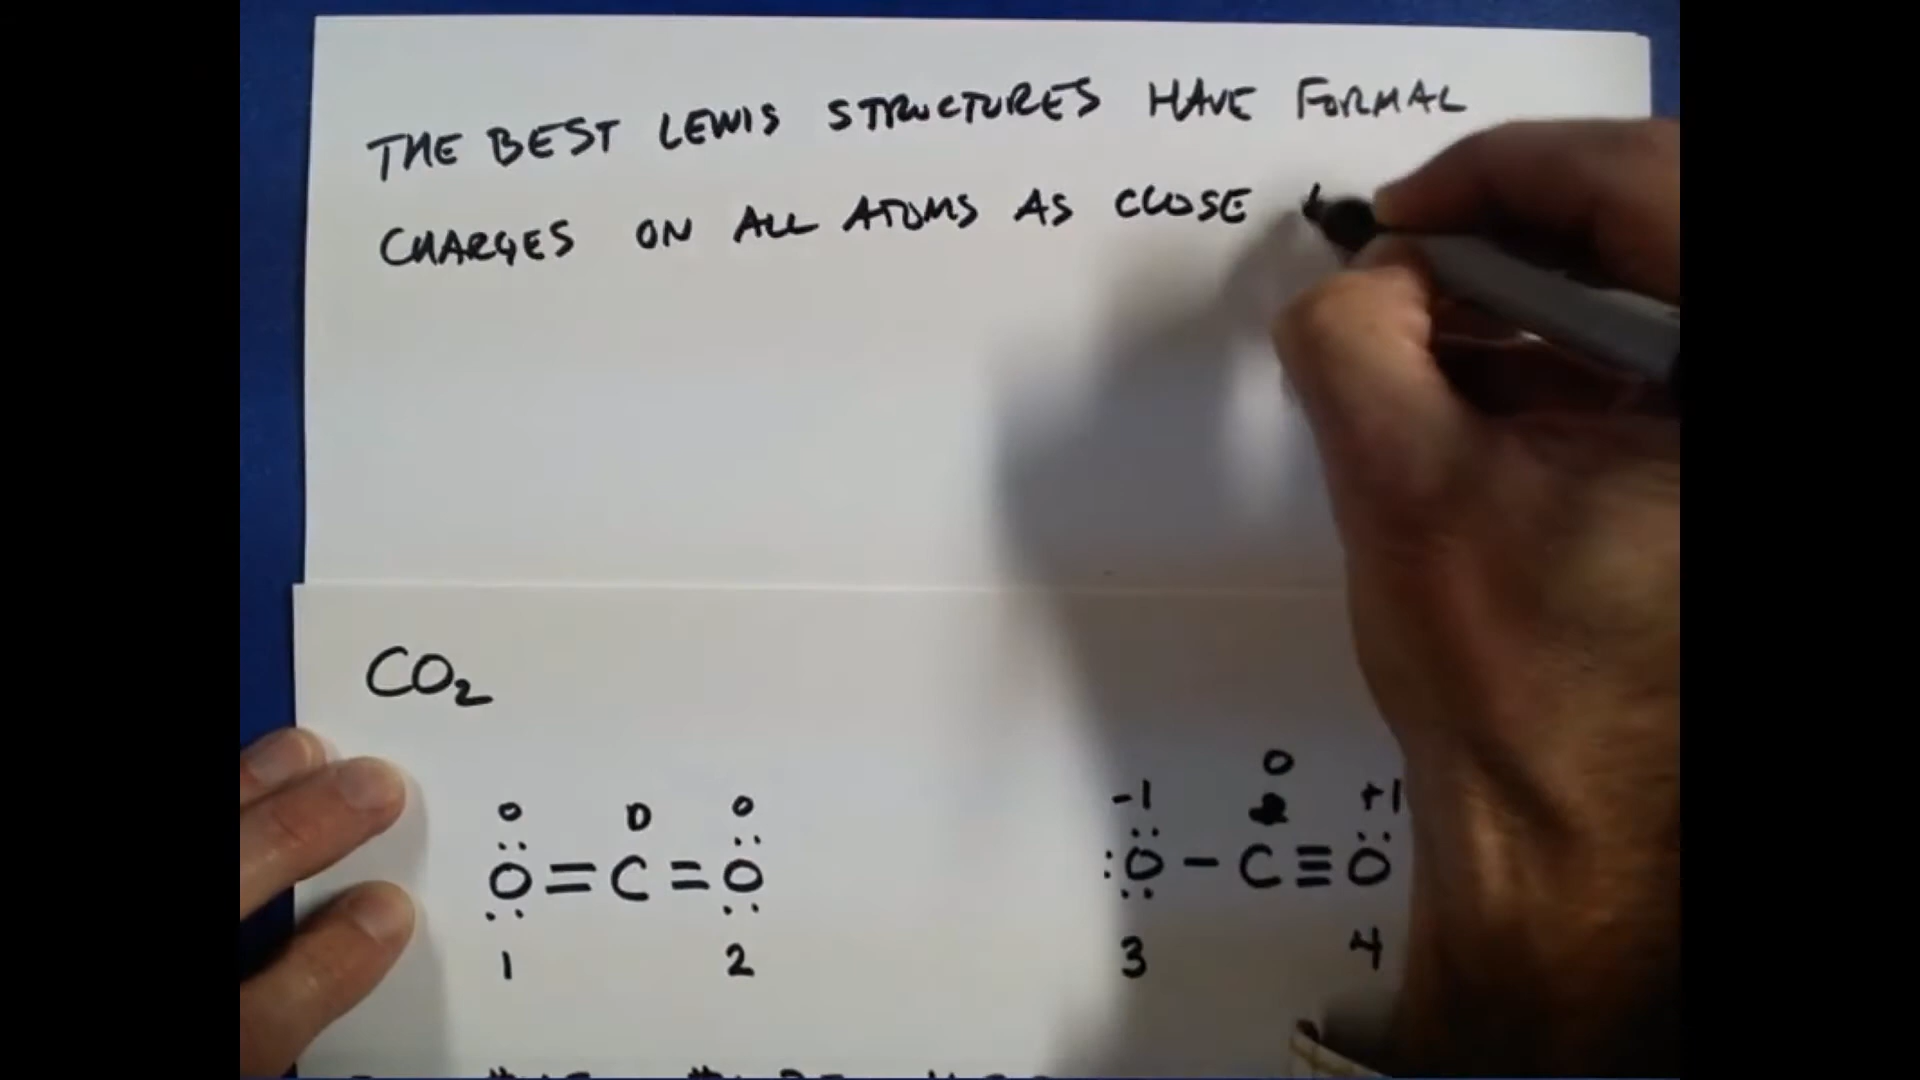 THE BEST LEWIS STRUCTURES HAVE FORMAL
CHARGES ON ALL ATOMS AS CLOSE
CO₂
0 0 0
:O: = C = :O:
1 2
-1 0 +1
:O: - C ≡ O:
3 4